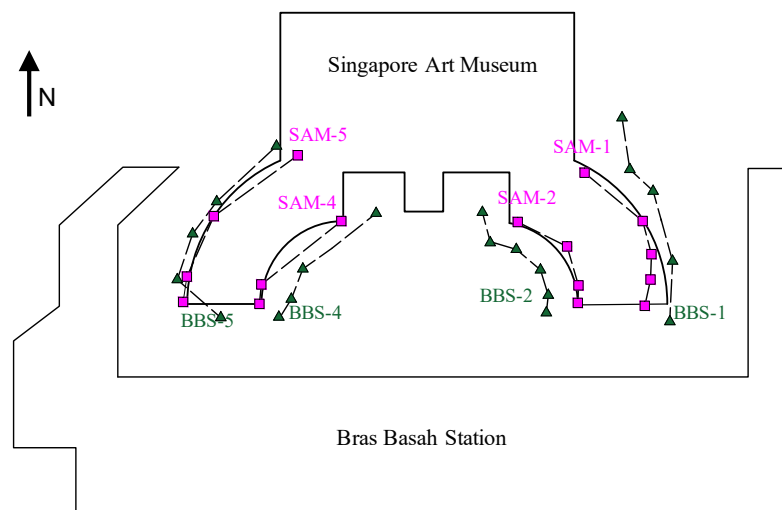 Singapore Art Museum
N
SAM-5
SAM-1
SAM-4
SAM-2
BBS-5
BBS-4
BBS-2
BBS-1
Bras Basah Station